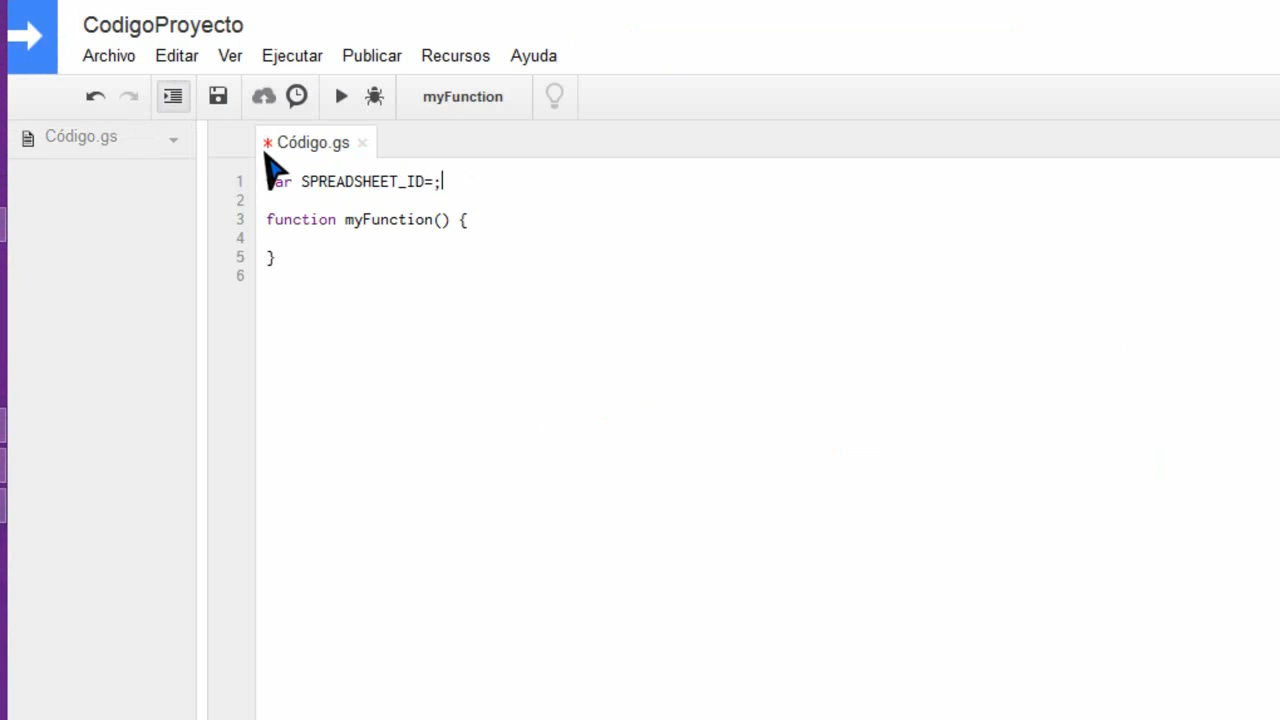 CodigoProyecto
Archivo Editar Ver Ejecutar Publicar Recursos Ayuda
myFunction
Código.gs
* Código.gs ×
1 var SPREADSHEET_ID=;
2
3 function myFunction() {
4
5 }
6